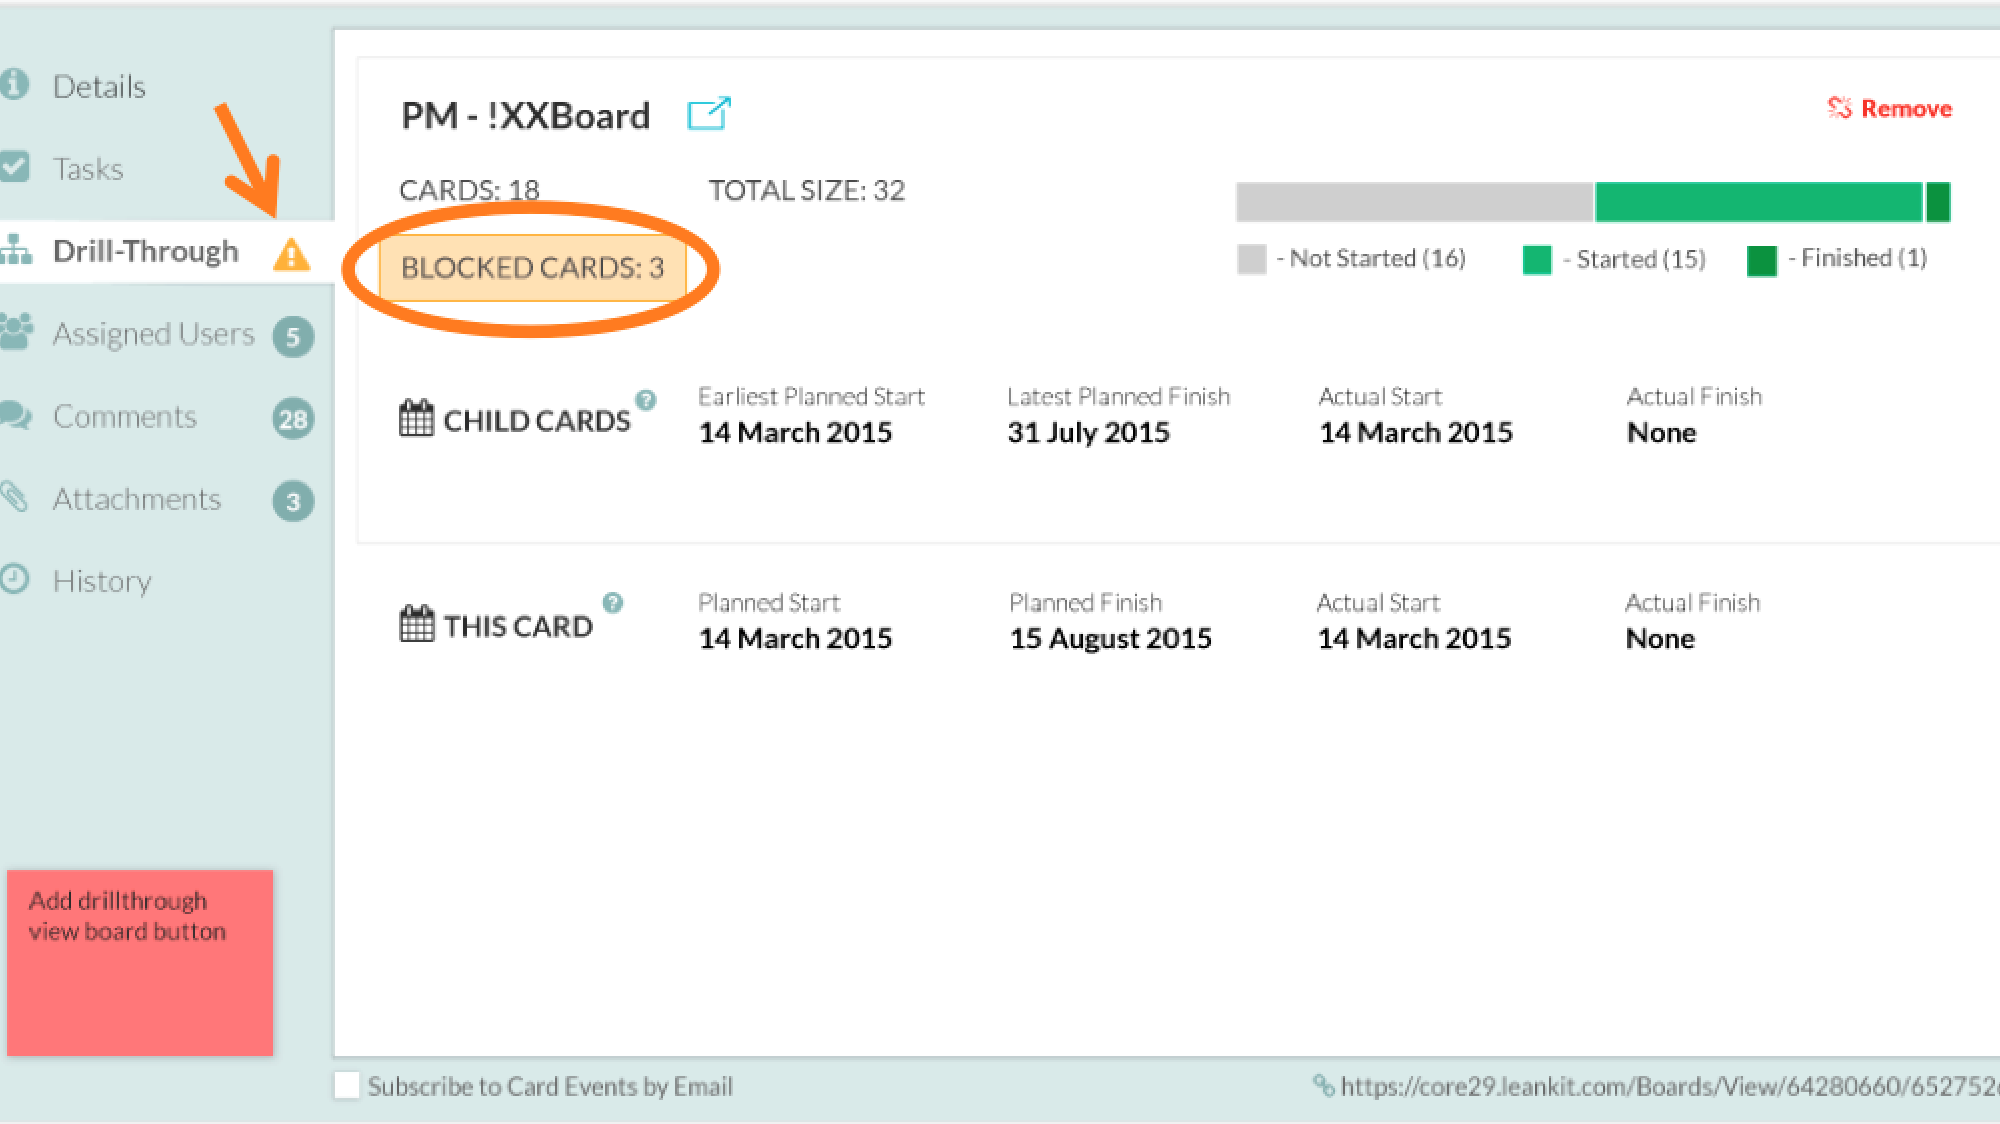 Details
Tasks
Drill-Through
Assigned Users 5
Comments 28
Attachments 3
History
Add drillthrough
view board button
PM - !XXBoard
Remove
CARDS: 18 TOTAL SIZE: 32
BLOCKED CARDS: 3
- Not Started (16) - Started (15) - Finished (1)
CHILD CARDS ?
Earliest Planned Start Latest Planned Finish Actual Start Actual Finish
14 March 2015 31 July 2015 14 March 2015 None
THIS CARD ?
Planned Start Planned Finish Actual Start Actual Finish
14 March 2015 15 August 2015 14 March 2015 None
Subscribe to Card Events by Email
https://core29.leankit.com/Boards/View/64280660/652752